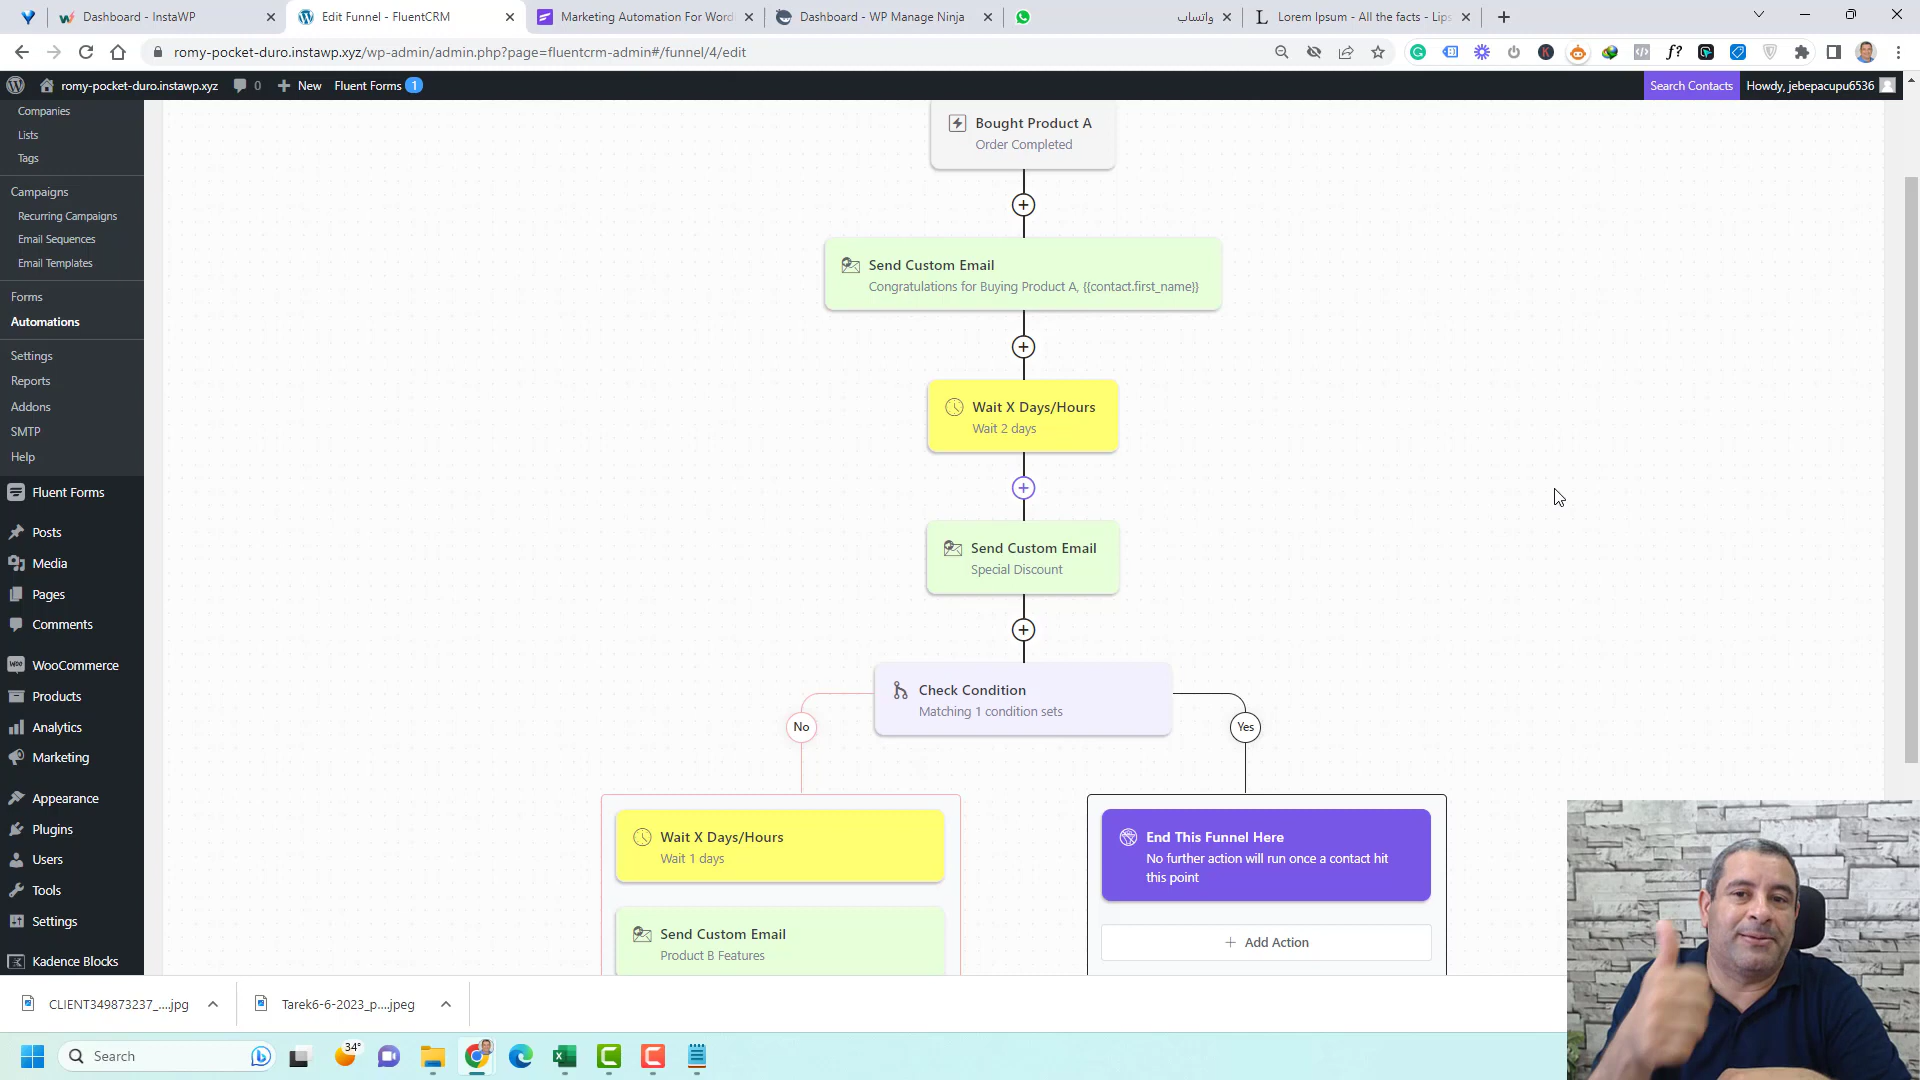 Dashboard - InstaWP
Edit Funnel - FluentCRM
Marketing Automation For Word
Dashboard - WP Manage Ninja
واتساب
Lorem Ipsum - All the facts - Lips
romy-pocket-duro.instawp.xyz/wp-admin/admin.php?page=fluentcrm-admin#/funnel/4/edit
romy-pocket-duro.instawp.xyz
0
New
Fluent Forms 1
Search Contacts
Howdy, jebepacupu6536
Companies
Lists
Tags
Campaigns
Recurring Campaigns
Email Sequences
Email Templates
Forms
Automations
Settings
Reports
Addons
SMTP
Help
Fluent Forms
Posts
Media
Pages
Comments
WooCommerce
Products
Analytics
Marketing
Appearance
Plugins
Users
Tools
Settings
Kadence Blocks
Bought Product A
Order Completed
Send Custom Email
Congratulations for Buying Product A, {{contact.first_name}}
Wait X Days/Hours
Wait 2 days
Send Custom Email
Special Discount
Check Condition
Matching 1 condition sets
No
Yes
Wait X Days/Hours
Wait 1 days
Send Custom Email
Product B Features
End This Funnel Here
No further action will run once a contact hit
this point
Add Action
CLIENT349873237_....jpg
Tarek6-6-2023_p....jpeg
Search
34°